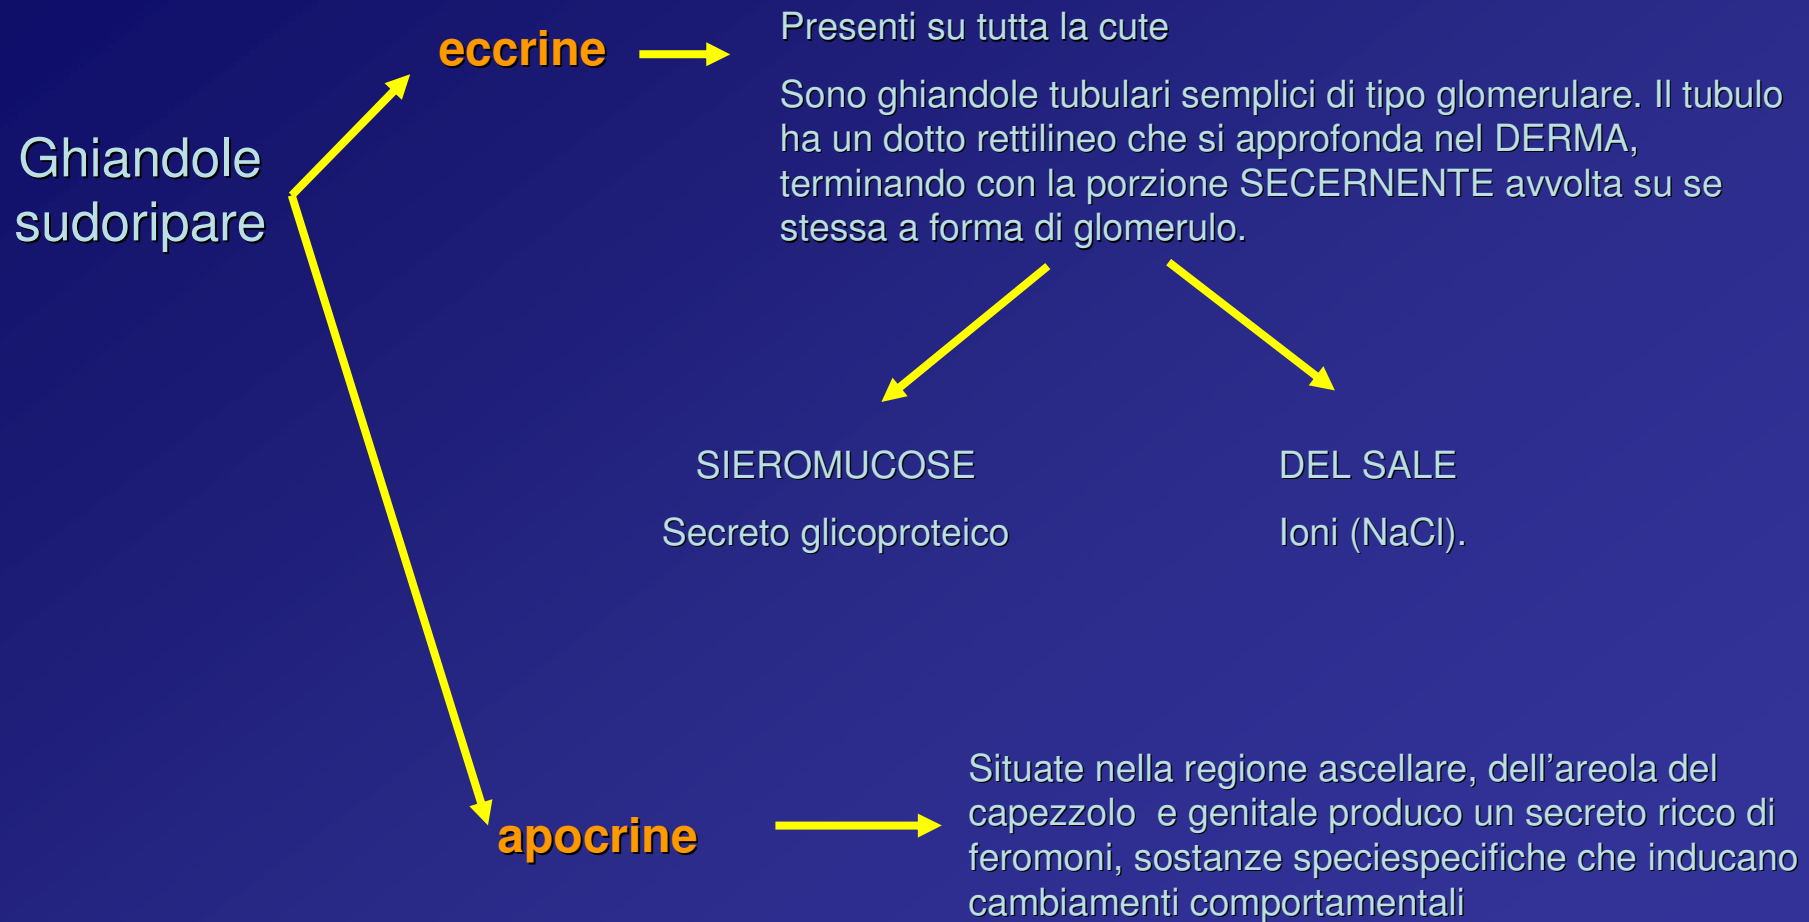 Ghiandole
sudoripare
eccrine
Presenti su tutta la cute
Sono ghiandole tubulari semplici di tipo glomerulare. Il tubulo
ha un dotto rettilineo che si approfonda nel DERMA,
terminando con la porzione SECERNENTE avvolta su se
stessa a forma di glomerulo.
SIEROMUCOSE
Secreto glicoproteico
DEL SALE
Ioni (NaCl).
apocrine
Situate nella regione ascellare, dell’areola del
capezzolo  e genitale produco un secreto ricco di
feromoni, sostanze speciespecifiche che inducano
cambiamenti comportamentali